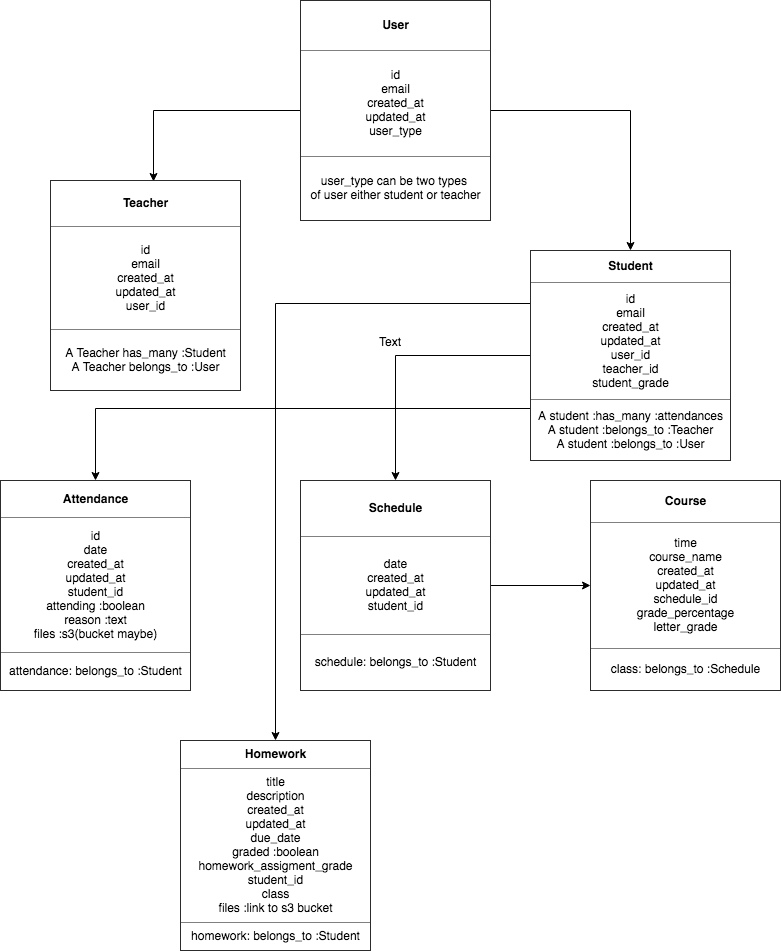 User
id
email
created_at
updated_at
user_type
user_type can be two types
of user either student or teacher
Teacher
id
email
created_at
updated_at
user_id
A Teacher has_many :Student
A Teacher belongs_to :User
Student
id
email
created_at
updated_at
user_id
teacher_id
student_grade
A student :has_many :attendances
A student :belongs_to :Teacher
A student :belongs_to :User
Text
Attendance
id
date
created_at
updated_at
student_id
attending :boolean
reason :text
files :s3(bucket maybe)
attendance: belongs_to :Student
Schedule
date
created_at
updated_at
student_id
schedule: belongs_to :Student
Course
time
course_name
created_at
updated_at
schedule_id
grade_percentage
letter_grade
class: belongs_to :Schedule
Homework
title
description
created_at
updated_at
due_date
graded :boolean
homework_assigment_grade
student_id
class
files :link to s3 bucket
homework: belongs_to :Student